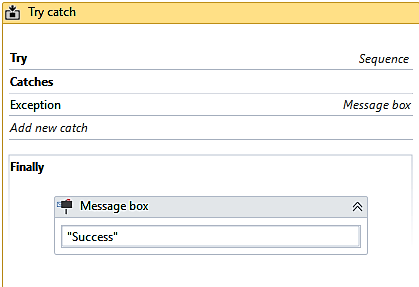 Try catch
Try Sequence
Catches
Exception Message box
Add new catch
Finally
Message box
"Success"